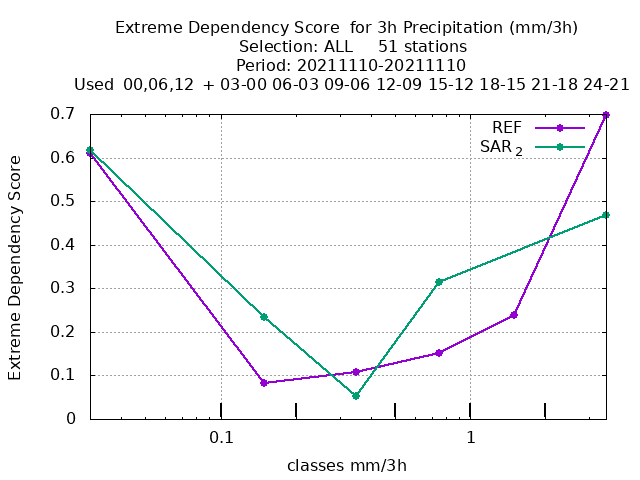 Extreme Dependency Score  for 3h Precipitation (mm/3h)
Selection: ALL     51 stations
Period: 20211110-20211110
Used  00,06,12  + 03-00 06-03 09-06 12-09 15-12 18-15 21-18 24-21
Extreme Dependency Score
0.7
0.6
0.5
0.4
0.3
0.2
0.1
0
REF
SAR 2
0.1 1
classes mm/3h